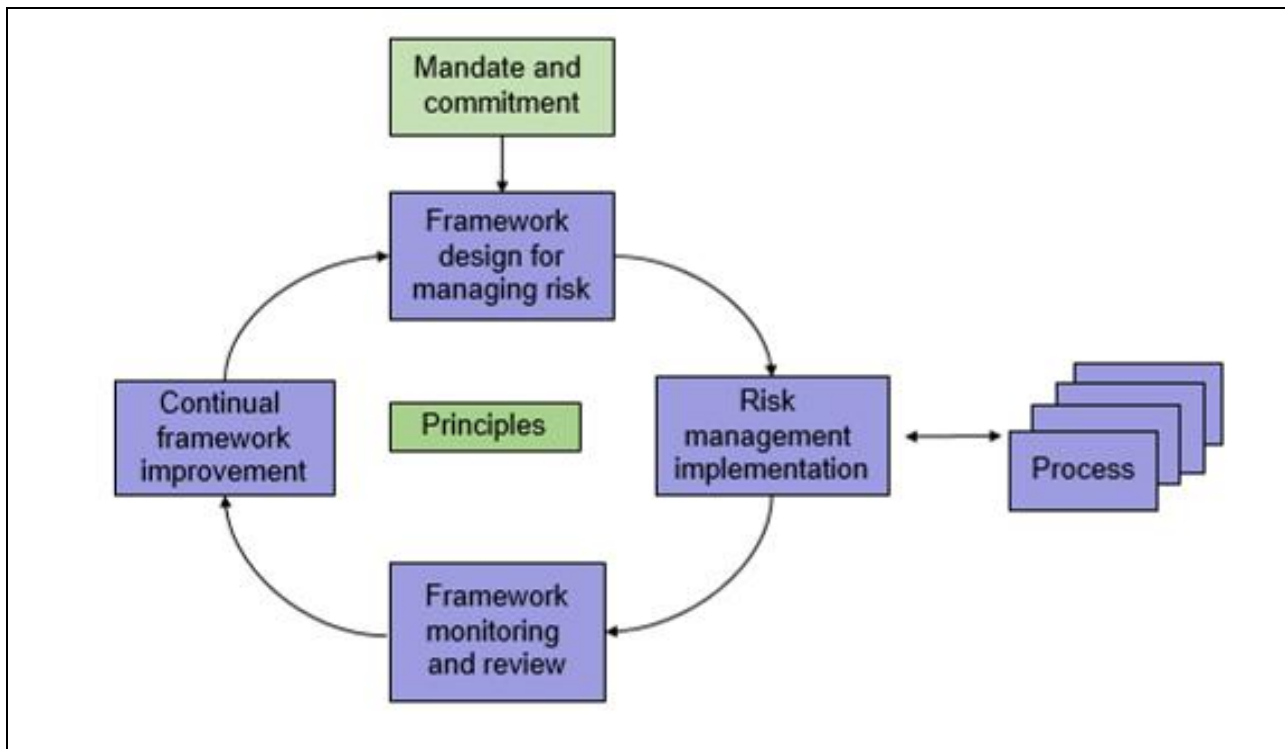 Mandate and
commitment
Framework
design for
managing risk
Continual
framework
improvement
Principles
Risk
management
implementation
Process
Framework
monitoring
and review